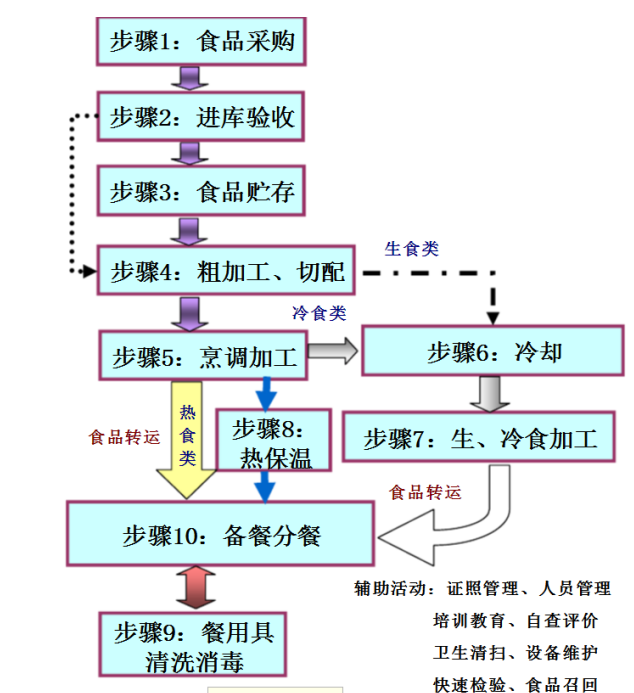 步骤1：食品采购
步骤2：进库验收
步骤3：食品贮存
步骤4：粗加工、切配
生食类
冷食类
步骤5：烹调加工
步骤6：冷却
热食类
食品转运
步骤8：
热保温
步骤7：生、冷食加工
食品转运
步骤10：备餐分餐
步骤9：餐用具
清洗消毒
辅助活动：证照管理、人员管理
培训教育、自查评价
卫生清扫、设备维护
快速检验、食品召回